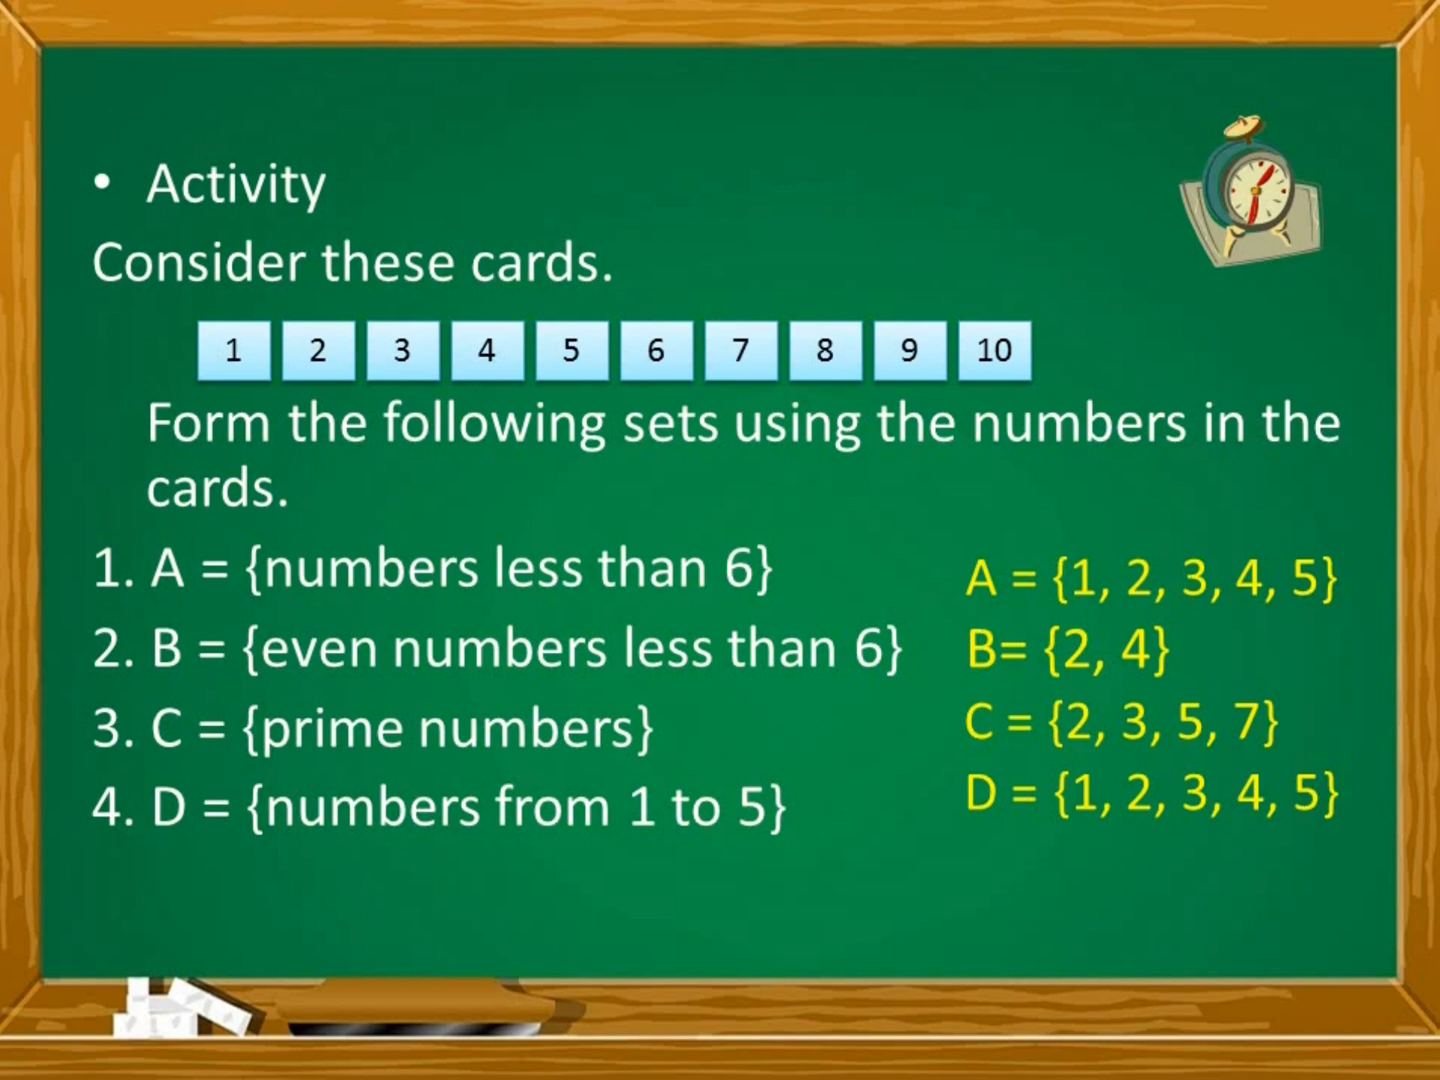 • Activity
Consider these cards.
1 2 3 4 5 6 7 8 9 10
Form the following sets using the numbers in the
cards.
1. A = {numbers less than 6}
A = {1, 2, 3, 4, 5}
2. B = {even numbers less than 6}
B= {2, 4}
3. C = {prime numbers}
C = {2, 3, 5, 7}
4. D = {numbers from 1 to 5}
D = {1, 2, 3, 4, 5}